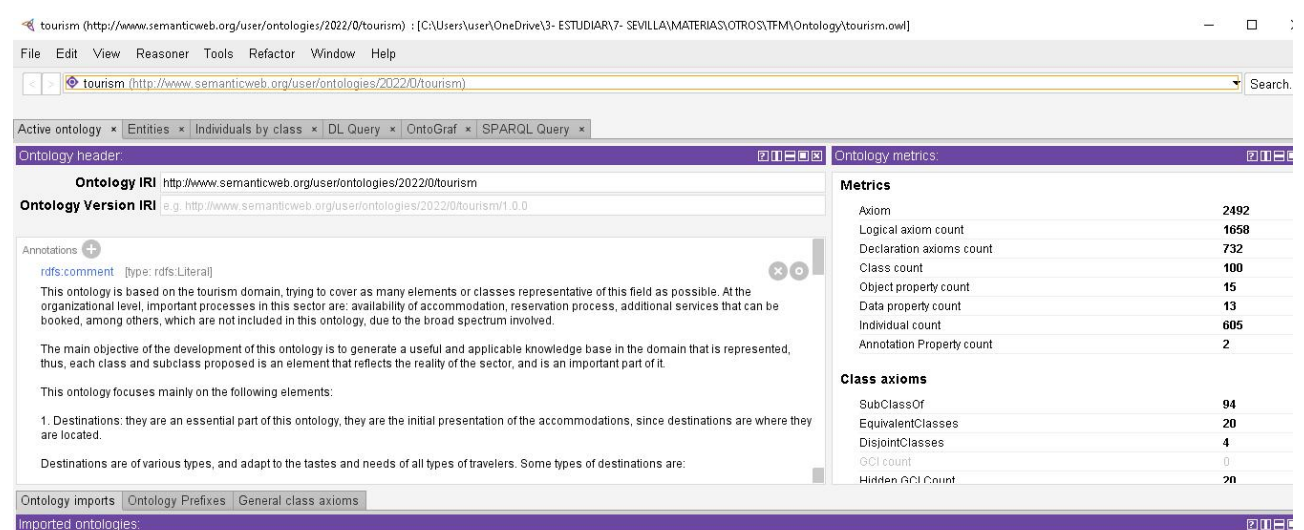 tourism (http://www.semanticweb.org/user/ontologies/2022/0/tourism) : [C:\Users\user\OneDrive\3- ESTUDIAR\7- SEVILLA\MATERIAS\OTROS\TFM\Ontology\tourism.owl]
File Edit View Reasoner Tools Refactor Window Help
< > tourism (http://www.semanticweb.org/user/ontologies/2022/0/tourism) Search.
Active ontology × Entities × Individuals by class × DL Query × OntoGraf × SPARQL Query ×
Ontology header:
Ontology IRI http://www.semanticweb.org/user/ontologies/2022/0/tourism
Ontology Version IRI e.g. http://www.semanticweb.org/user/ontologies/2022/0/tourism/1.0.0
Annotations
rdfs:comment [type: rdfs:Literal]
This ontology is based on the tourism domain, trying to cover as many elements or classes representative of this field as possible. At the
organizational level, important processes in this sector are: availability of accommodation, reservation process, additional services that can be
booked, among others, which are not included in this ontology, due to the broad spectrum involved.
The main objective of the development of this ontology is to generate a useful and applicable knowledge base in the domain that is represented,
thus, each class and subclass proposed is an element that reflects the reality of the sector, and is an important part of it.
This ontology focuses mainly on the following elements:
1. Destinations: they are an essential part of this ontology, they are the initial presentation of the accommodations, since destinations are where they
are located.
Destinations are of various types, and adapt to the tastes and needs of all types of travelers. Some types of destinations are:
Ontology metrics:
Metrics
Axiom 2492
Logical axiom count 1658
Declaration axioms count 732
Class count 100
Object property count 15
Data property count 13
Individual count 605
Annotation Property count 2
Class axioms
SubClassOf 94
EquivalentClasses 20
DisjointClasses 4
GCI count 0
Hidden GCI Count 20
Ontology imports Ontology Prefixes General class axioms
Imported ontologies: